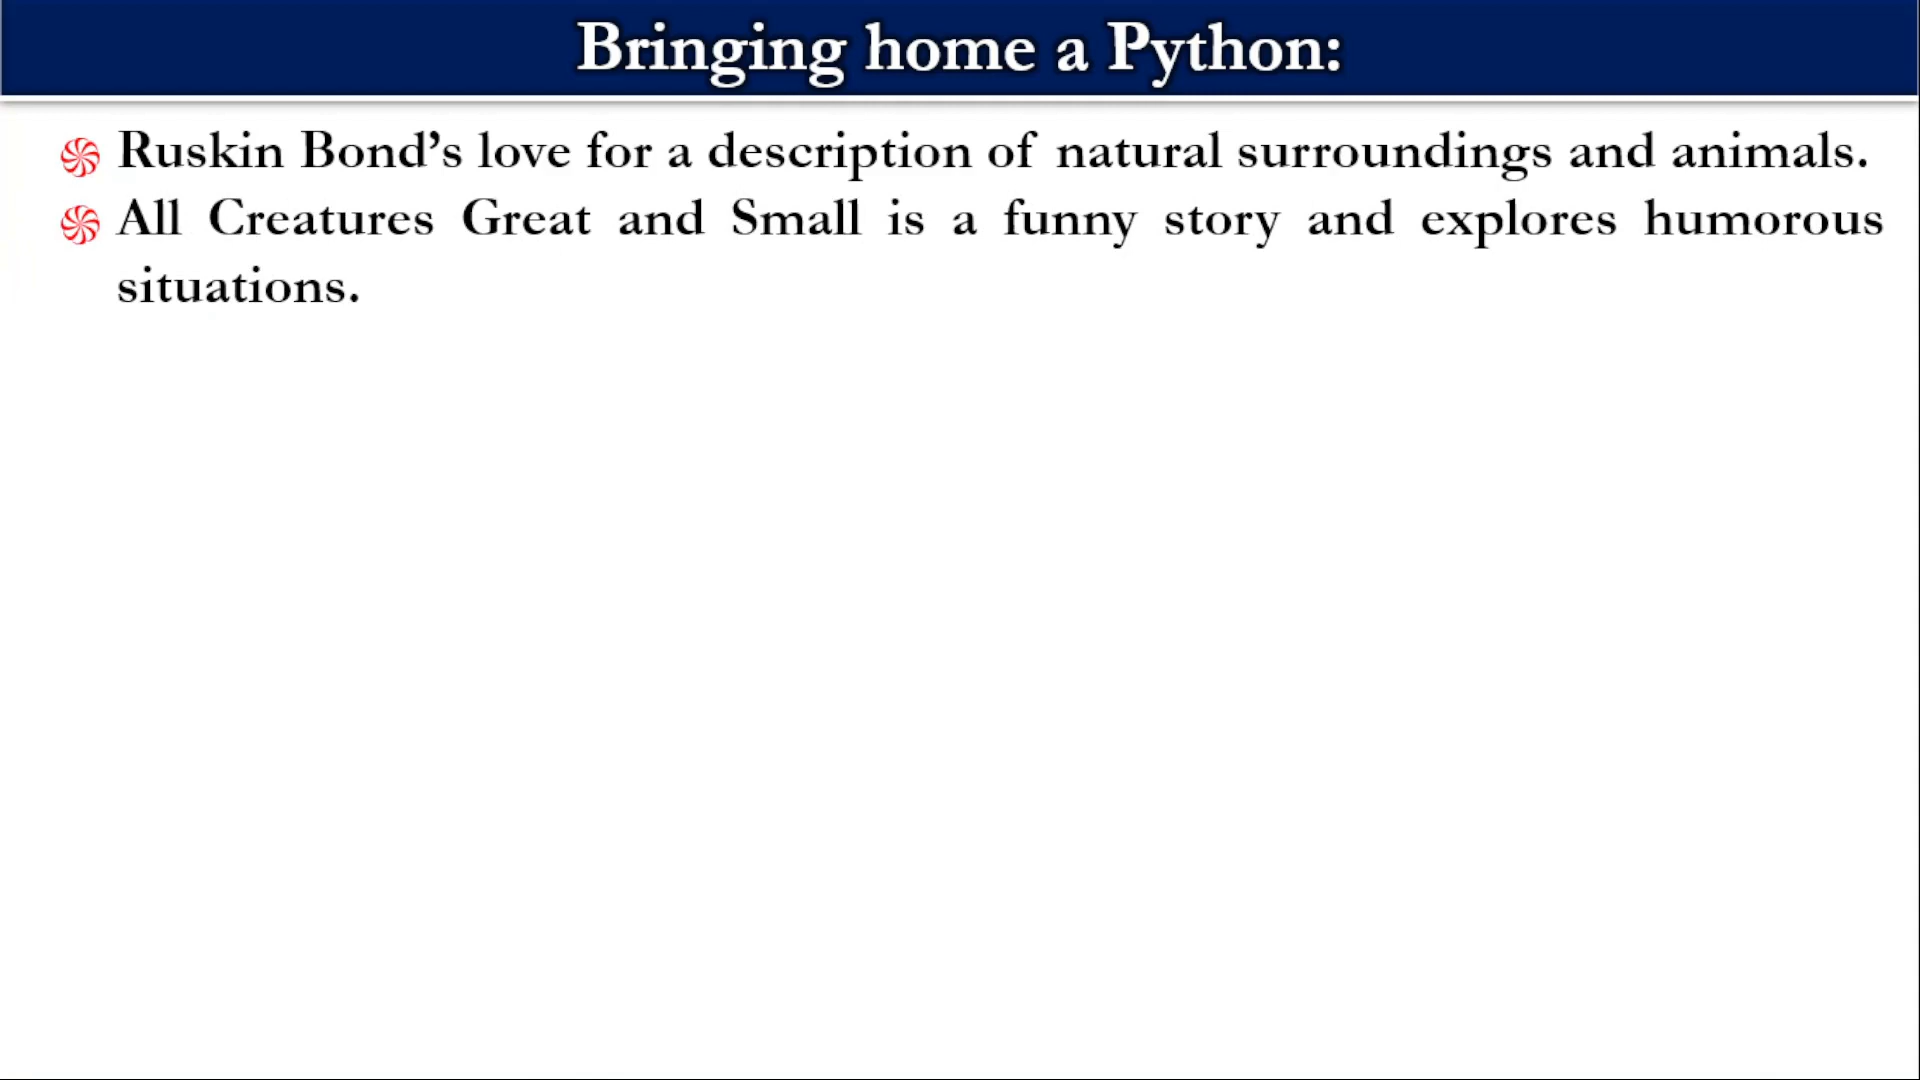 Bringing home a Python:
Ruskin Bond’s love for a description of natural surroundings and animals.
All Creatures Great and Small is a funny story and explores humorous
situations.